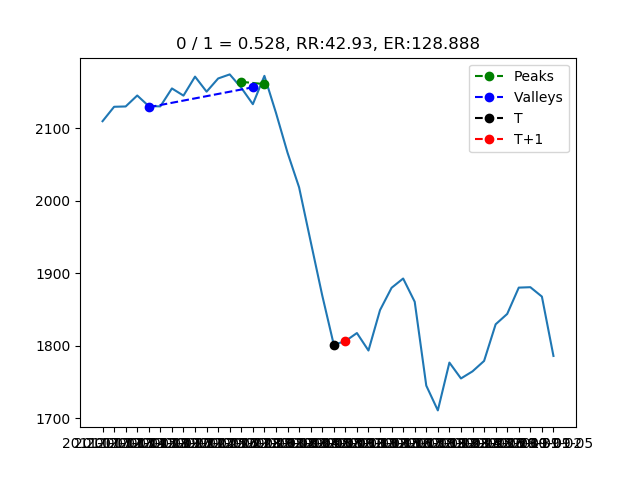 0 / 1 = 0.528, RR:42.93, ER:128.888
Peaks
Valleys
T
T+1
2100
2000
1900
1800
1700